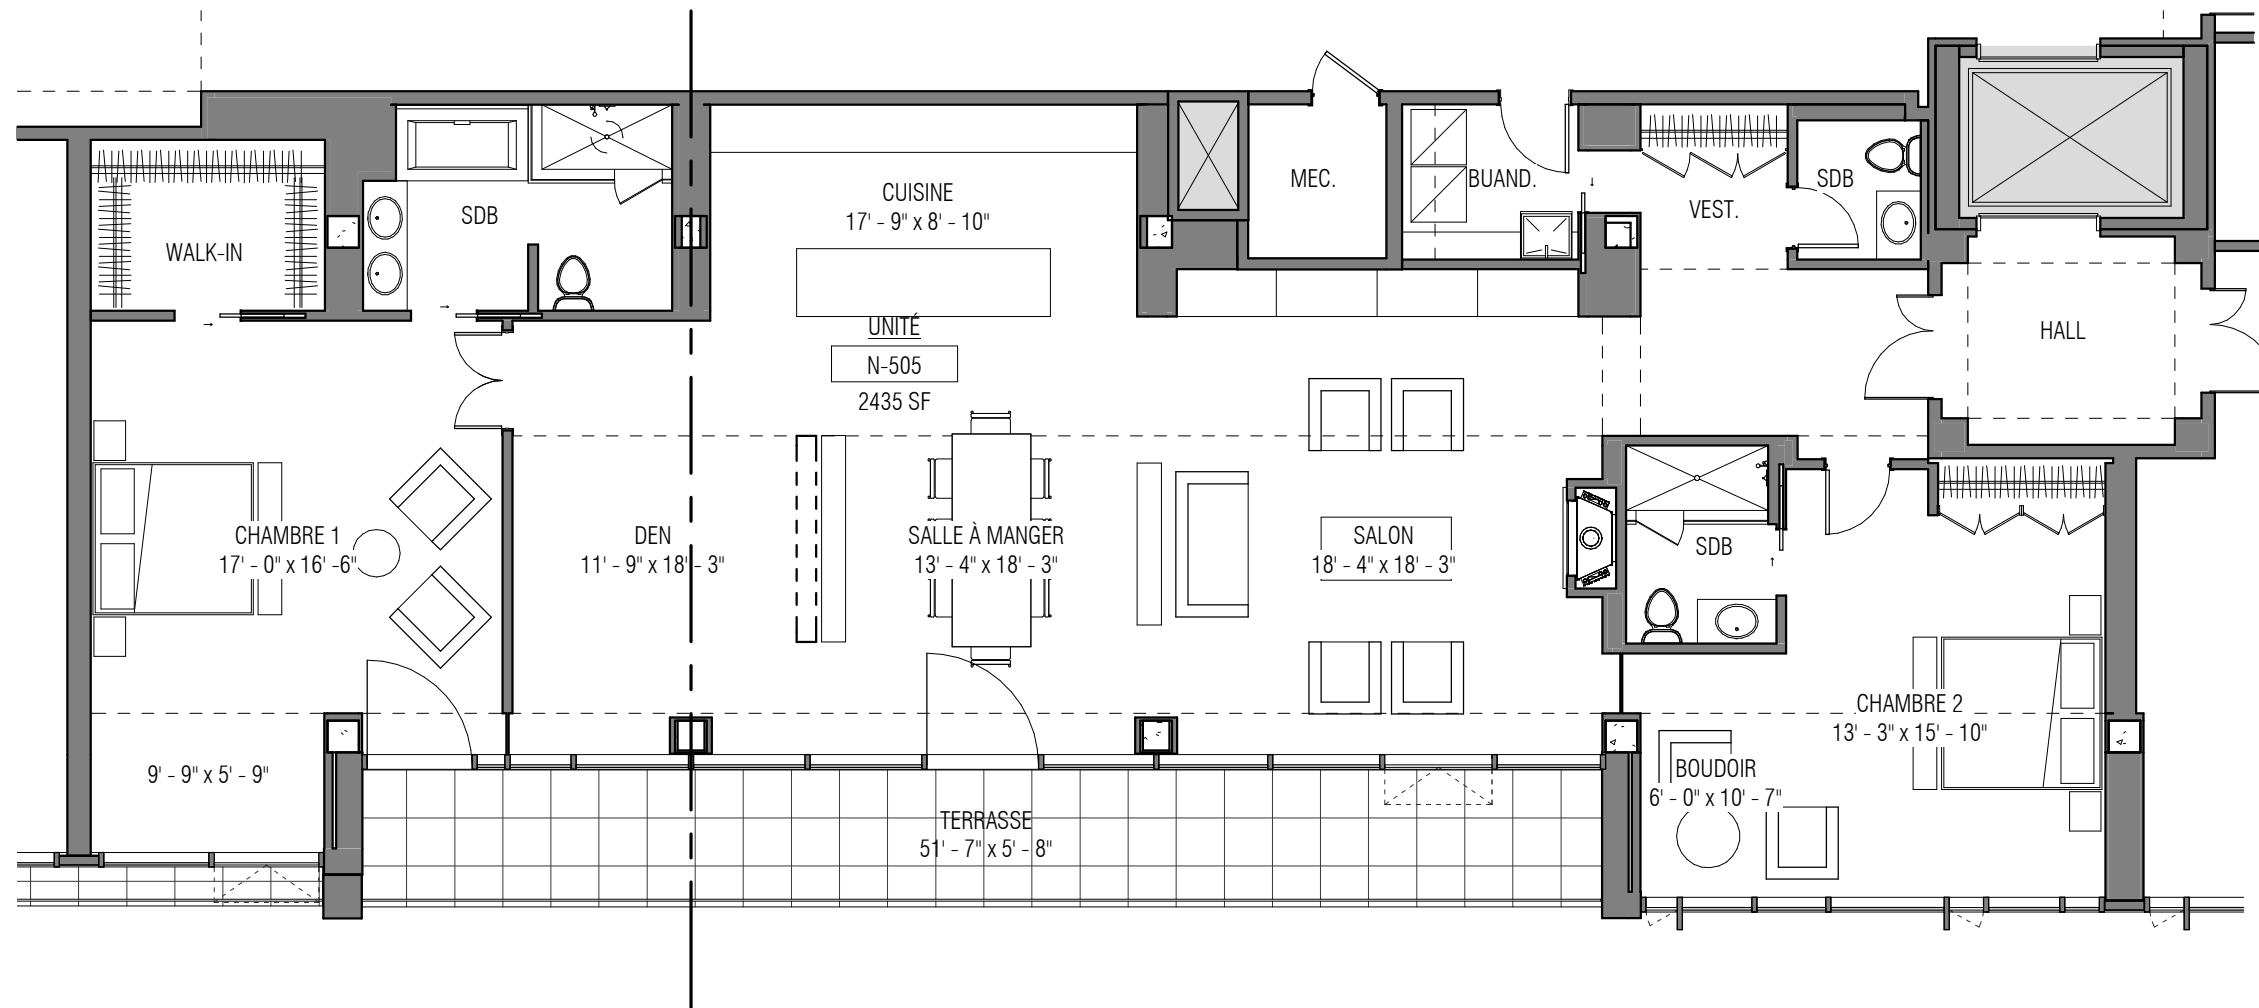 WALK-IN
SDB
CUISINE
17' - 9" x 8' - 10"
MEC.
BUAND.
VEST.
SDB
HALL
UNITÉ
N-505
2435 SF
CHAMBRE 1
17' - 0" x 16' -6"
DEN
11' - 9" x 18' - 3"
SALLE À MANGER
13' - 4" x 18' - 3"
SALON
18' - 4" x 18' - 3"
SDB
CHAMBRE 2
13' - 3" x 15' - 10"
9' - 9" x 5' - 9"
BOUDOIR
6' - 0" x 10' - 7"
TERRASSE
51' - 7" x 5' - 8"